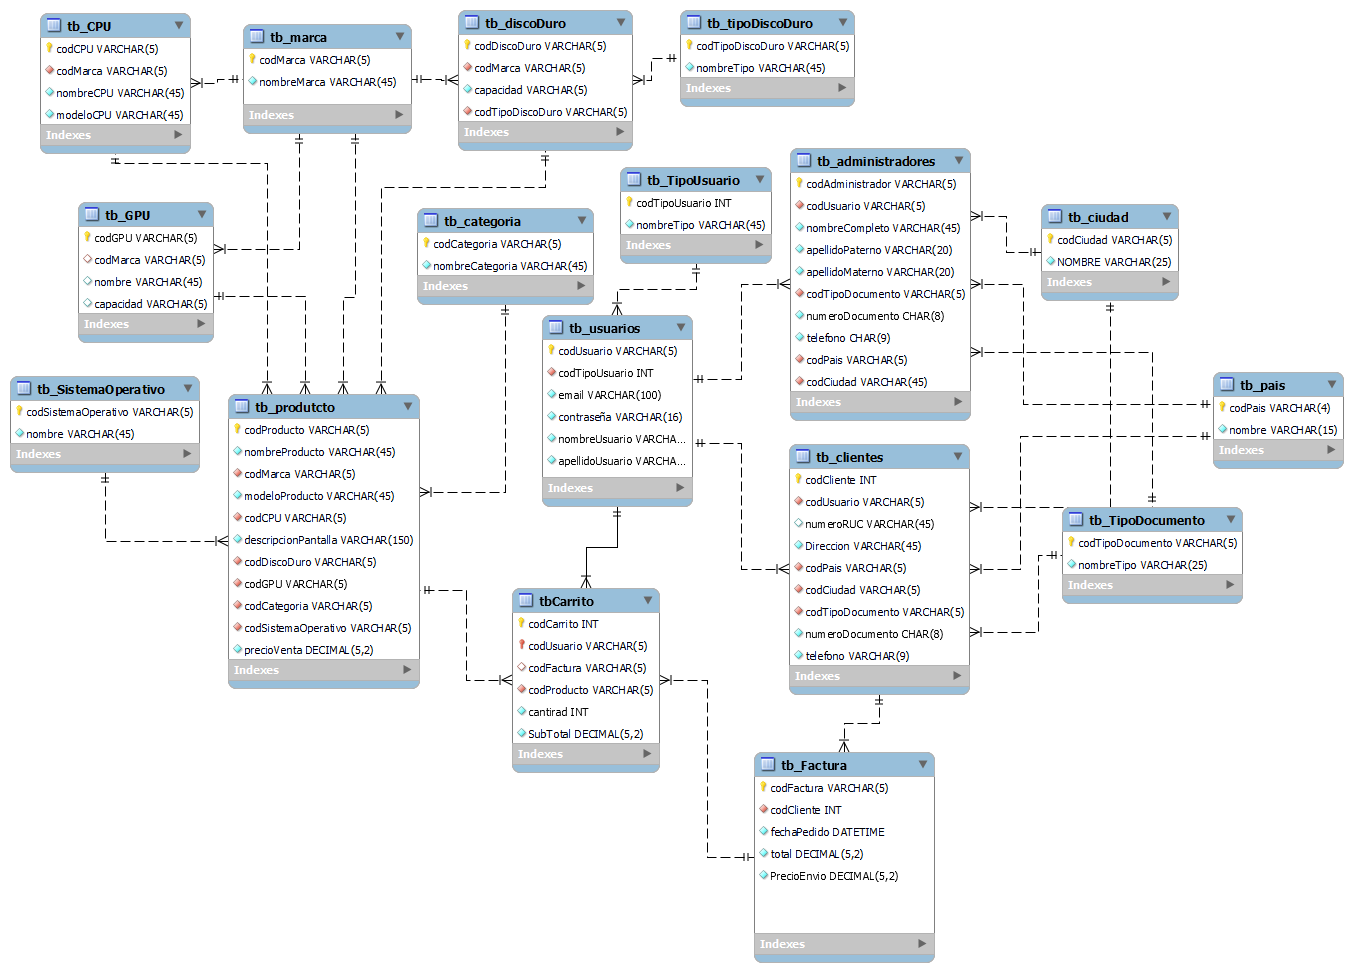 tb_CPU
codCPU VARCHAR(5)
codMarca VARCHAR(5)
nombreCPU VARCHAR(45)
modeloCPU VARCHAR(45)
Indexes
tb_marca
codMarca VARCHAR(5)
nombreMarca VARCHAR(45)
Indexes
tb_discoDuro
codDiscoDuro VARCHAR(5)
codMarca VARCHAR(5)
capacidad VARCHAR(5)
codTipoDiscoDuro VARCHAR(5)
Indexes
tb_tipoDiscoDuro
codTipoDiscoDuro VARCHAR(5)
nombreTipo VARCHAR(45)
Indexes
tb_GPU
codGPU VARCHAR(5)
codMarca VARCHAR(5)
nombre VARCHAR(45)
capacidad VARCHAR(5)
Indexes
tb_categoria
codCategoria VARCHAR(5)
nombreCategoria VARCHAR(45)
Indexes
tb_TipoUsuario
codTipoUsuario INT
nombreTipo VARCHAR(45)
Indexes
tb_administradores
codAdministrador VARCHAR(5)
codUsuario VARCHAR(5)
nombreCompleto VARCHAR(45)
apellidoPaterno VARCHAR(20)
apellidoMaterno VARCHAR(20)
codTipoDocumento VARCHAR(5)
numeroDocumento CHAR(8)
telefono CHAR(9)
codPais VARCHAR(5)
codCiudad VARCHAR(45)
Indexes
tb_ciudad
codCiudad VARCHAR(5)
NOMBRE VARCHAR(25)
Indexes
tb_SistemaOperativo
codSistemaOperativo VARCHAR(5)
nombre VARCHAR(45)
Indexes
tb_produtcto
codProducto VARCHAR(5)
nombreProducto VARCHAR(45)
codMarca VARCHAR(5)
modeloProducto VARCHAR(45)
codCPU VARCHAR(5)
descripcionPantalla VARCHAR(150)
codDiscoDuro VARCHAR(5)
codGPU VARCHAR(5)
codCategoria VARCHAR(5)
codSistemaOperativo VARCHAR(5)
precioVenta DECIMAL(5,2)
Indexes
tb_usuarios
codUsuario VARCHAR(5)
codTipoUsuario INT
email VARCHAR(100)
contraseña VARCHAR(16)
nombreUsuario VARCHA...
apellidoUsuario VARCHA...
Indexes
tb_pais
codPais VARCHAR(4)
nombre VARCHAR(15)
Indexes
tb_clientes
codCliente INT
codUsuario VARCHAR(5)
numeroRUC VARCHAR(45)
Direccion VARCHAR(45)
codPais VARCHAR(5)
codCiudad VARCHAR(5)
codTipoDocumento VARCHAR(5)
numeroDocumento CHAR(8)
telefono VARCHAR(9)
Indexes
tb_TipoDocumento
codTipoDocumento VARCHAR(5)
nombreTipo VARCHAR(25)
Indexes
tbCarrito
codCarrito INT
codUsuario VARCHAR(5)
codFactura VARCHAR(5)
codProducto VARCHAR(5)
cantirad INT
SubTotal DECIMAL(5,2)
Indexes
tb_Factura
codFactura VARCHAR(5)
codCliente INT
fechaPedido DATETIME
total DECIMAL(5,2)
PrecioEnvio DECIMAL(5,2)
Indexes